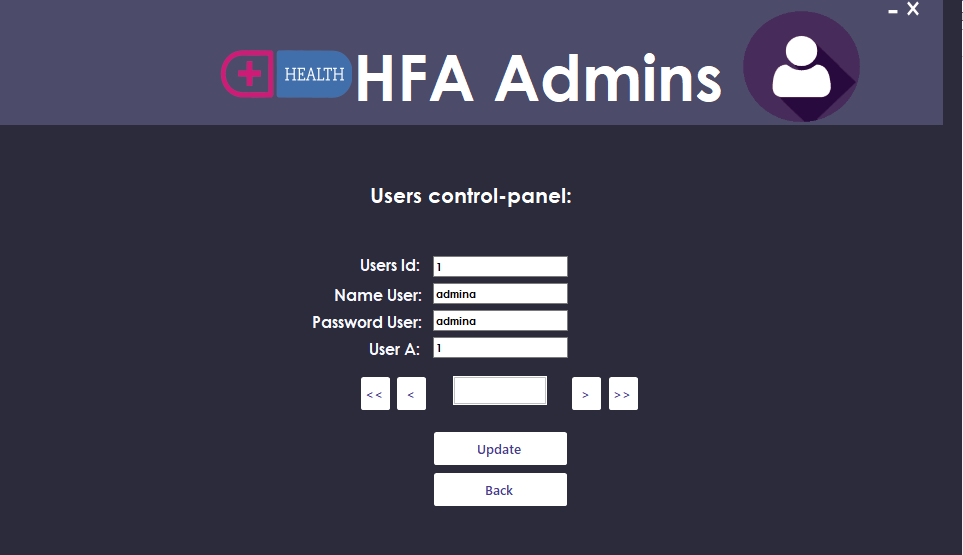 HEALTH HFA Admins
Users control-panel:
Users Id: 1
Name User: admina
Password User: admina
User A: 1
<< < > >>
Update
Back